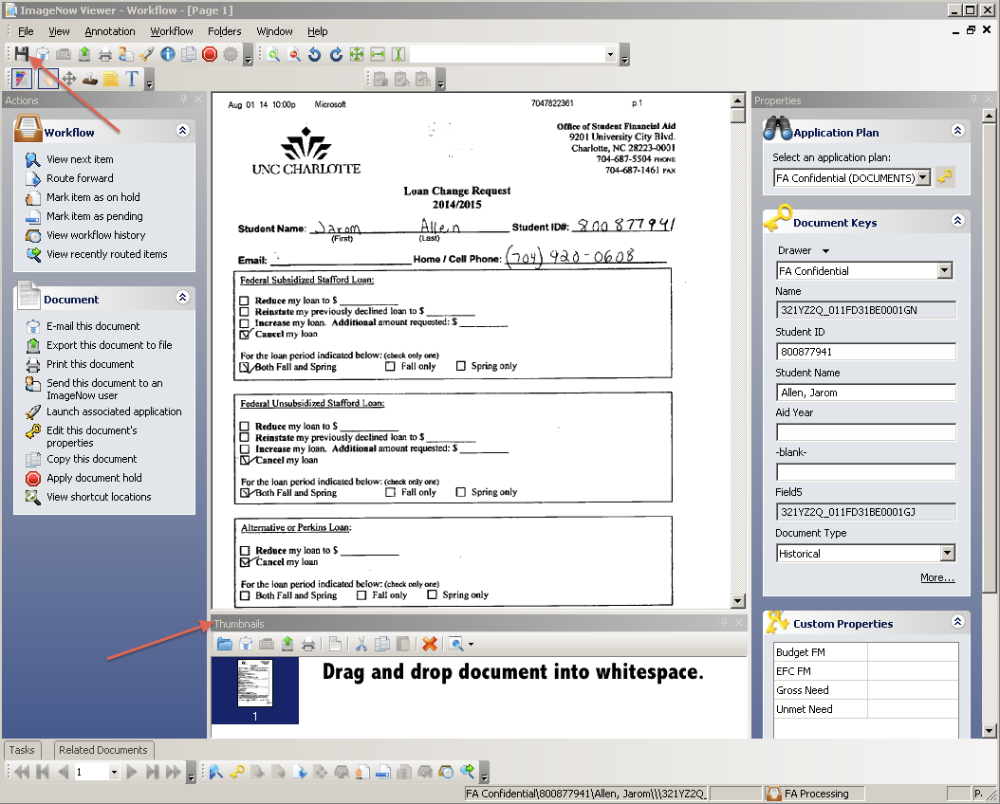 ImageNow Viewer - Workflow - [Page 1]
File View Annotation Workflow Folders Window Help
Actions
Workflow
View next item
Route forward
Mark item as on hold
Mark item as pending
View workflow history
View recently routed items
Document
E-mail this document
Export this document to file
Print this document
Send this document to an
ImageNow user
Launch associated application
Edit this document's
properties
Copy this document
Apply document hold
View shortcut locations
Aug 01 14 10:00p Microsoft 7047822361 p.1
UNC CHARLOTTE
Office of Student Financial Aid
9201 University City Blvd.
Charlotte, NC 28223-0001
704-687-5504 PHONE
704-687-1461 FAX
Loan Change Request
2014/2015
Student Name: Jarom Allen Student ID#: 800877941
(First) (Last)
Email: Home / Cell Phone: (704) 920-0608
Federal Subsidized Stafford Loan:
Reduce my loan to $
Reinstate my previously declined loan to $
Increase my loan. Additional amount requested: $
Cancel my loan
For the loan period indicated below: (check only one)
Both Fall and Spring Fall only Spring only
Federal Unsubsidized Stafford Loan:
Reduce my loan to $
Reinstate my previously declined loan to $
Increase my loan. Additional amount requested: $
Cancel my loan
For the loan period indicated below: (check only one)
Both Fall and Spring Fall only Spring only
Alternative or Perkins Loan:
Reduce my loan to $
Cancel my loan
For the loan period indicated below: (check only one)
Both Fall and Spring Fall only Spring only
Thumbnails
1
Drag and drop document into whitespace.
Properties
Application Plan
Select an application plan:
FA Confidential (DOCUMENTS)
Document Keys
Drawer
FA Confidential
Name
321YZ2Q_011FD31BE0001GN
Student ID
800877941
Student Name
Allen, Jarom
Aid Year
-blank-
Field5
321YZ2Q_011FD31BE0001GJ
Document Type
Historical
More...
Custom Properties
Budget FM
EFC FM
Gross Need
Unmet Need
Tasks Related Documents
1
FA Confidential\800877941\Allen, Jarom\\\321YZ2Q_ FA Processing P.